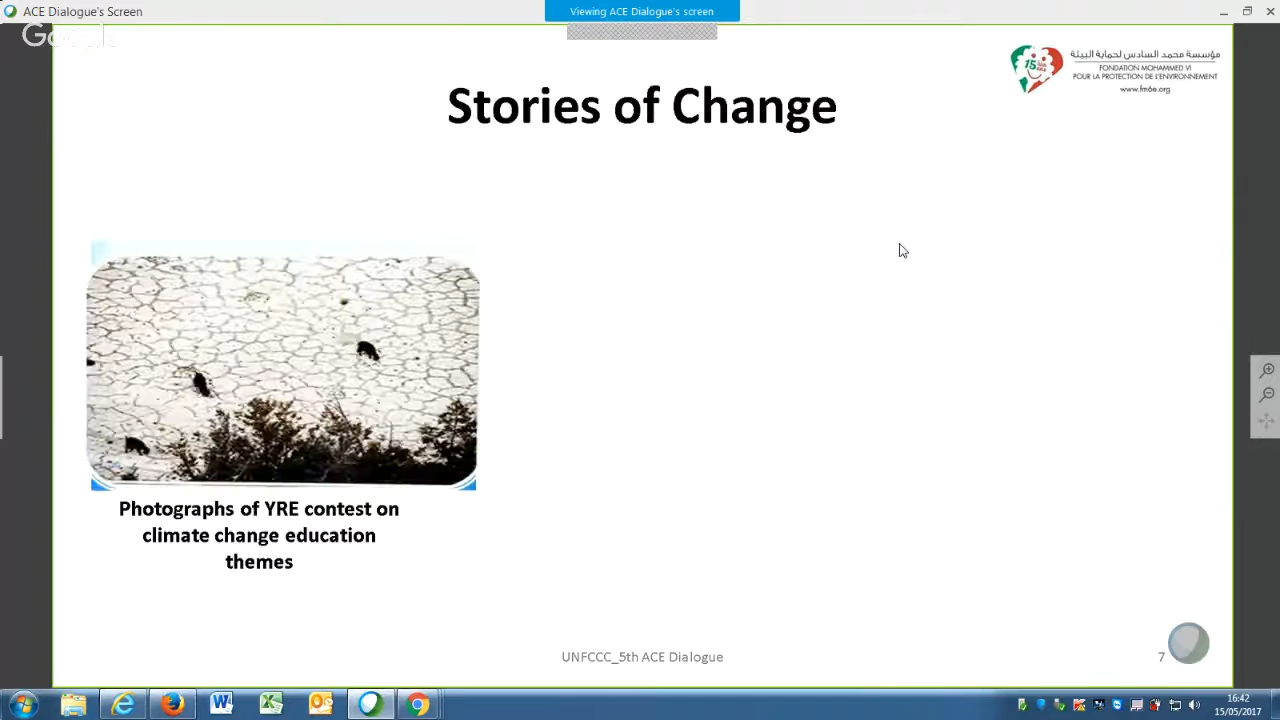 ACE Dialogue's Screen
Viewing ACE Dialogue's screen
Google
مؤسسة محمد السادس لحماية البيئة
FONDATION MOHAMMED VI
POUR LA PROTECTION DE L'ENVIRONNEMENT
www.fm6e.org
15
Stories of Change
Photographs of YRE contest on
climate change education
themes
UNFCCC_5th ACE Dialogue
7
16:42
15/05/2017